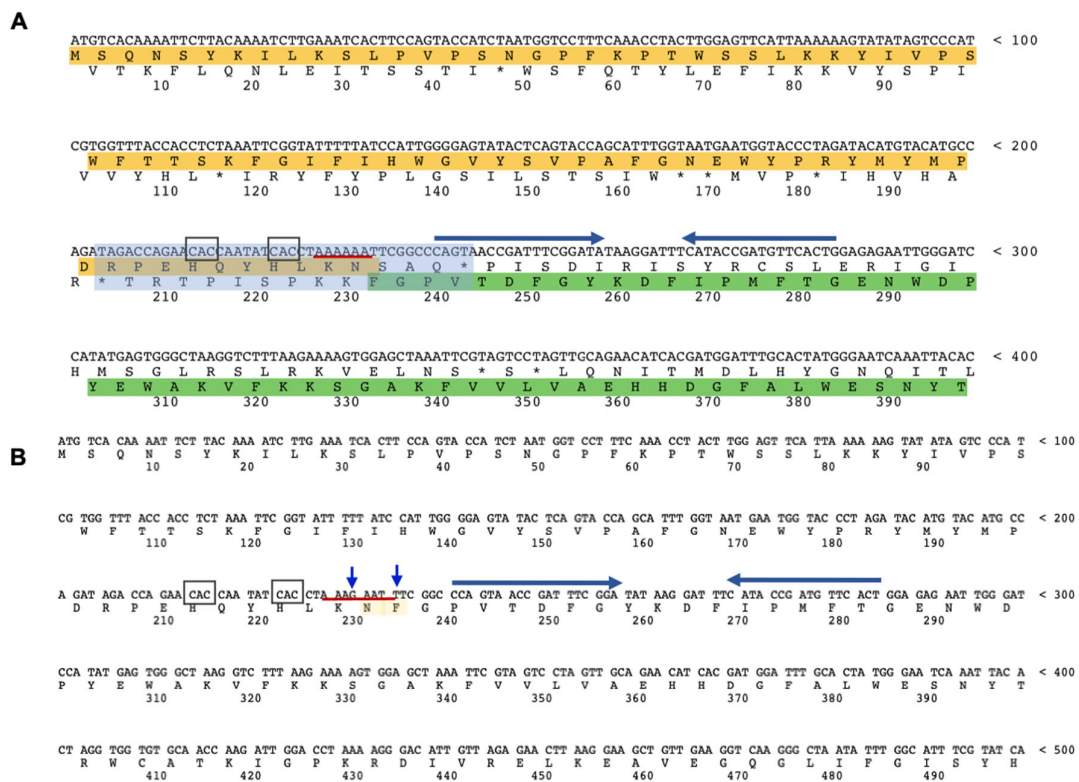 A
ATGTCACAAAATTCTTACAAAATCTTGAAATCACTTCCAGTACCATCTAATGGTCCTTTCAAACCTACTTGGAGTTCATTAAAAAAGTATATAGTCCCAT < 100
M S Q N S Y K I L K S L P V P S N G P F K P T W S S L K K Y I V P S
V T K F L Q N L E I T S S T I * W S F Q T Y L E F I K K V Y S P I
10 20 30 40 50 60 70 80 90
CGTGGTTTACCACCTCTAAATTCGGTATTTTTATCCATTGGGGAGTATACTCAGTACCAGCATTTGGTAATGAATGGTACCCTAGATACATGTACATGCC < 200
W F T T S K F G I F I H W G V Y S V P A F G N E W Y P R Y M Y M P
V V Y H L * I R Y F Y P L G S I L S T S I W * * M V P * I H V H A
110 120 130 140 150 160 170 180 190
AGATAGACCAGAACACCAATATCACCTAAAAAATTCGGCCCAGTAACCGATTTCGGATATAAGGATTTCATACCGATGTTCACTGGAGAGAATTGGGATC < 300
D R P E H Q Y H L K N S A Q * P I S D I R I S Y R C S L E R I G I
R * T R T P I S P K K F G P V T D F G Y K D F I P M F T G E N W D P
210 220 230 240 250 260 270 280 290
CATATGAGTGGGCTAAGGTCTTTAAGAAAAGTGGAGCTAAATTCGTAGTCCTAGTTGCAGAACATCACGATGGATTTGCACTATGGGAATCAAATTACAC < 400
H M S G L R S L R K V E L N S * S * L Q N I T M D L H Y G N Q I T L
Y E W A K V F K K S G A K F V V L V A E H H D G F A L W E S N Y T
310 320 330 340 350 360 370 380 390
B
ATG TCA CAA AAT TCT TAC AAA ATC TTG AAA TCA CTT CCA GTA CCA TCT AAT GGT CCT TTC AAA CCT ACT TGG AGT TCA TTA AAA AAG TAT ATA GTC CCA T < 100
M S Q N S Y K I L K S L P V P S N G P F K P T W S S L K K Y I V P S
10 20 30 40 50 60 70 80 90
CG TGG TTT ACC ACC TCT AAA TTC GGT ATT TTT ATC CAT TGG GGA GTA TAC TCA GTA CCA GCA TTT GGT AAT GAA TGG TAC CCT AGA TAC ATG TAC ATG CC < 200
W F T T S K F G I F I H W G V Y S V P A F G N E W Y P R Y M Y M P
110 120 130 140 150 160 170 180 190
A GAT AGA CCA GAA CAC CAA TAT CAC CTA AAG AAT TTC GGC CCA GTA ACC GAT TTC GGA TAT AAG GAT TTC ATA CCG ATG TTC ACT GGA GAG AAT TGG GAT < 300
D R P E H Q Y H L K N F G P V T D F G Y K D F I P M F T G E N W D
210 220 230 240 250 260 270 280 290
CCA TAT GAG TGG GCT AAG GTC TTT AAG AAA AGT GGA GCT AAA TTC GTA GTC CTA GTT GCA GAA CAT CAC GAT GGA TTT GCA CTA TGG GAA TCA AAT TAC A < 400
P Y E W A K V F K K S G A K F V V L V A E H H D G F A L W E S N Y T
310 320 330 340 350 360 370 380 390
CT AGG TGG TGT GCA ACC AAG ATT GGA CCT AAA AGG GAC ATT GTT AGA GAA CTT AAG GAA GCT GTT GAA GGT CAA GGG CTA ATA TTT GGC ATT TCG TAT CA < 500
R W C A T K I G P K R D I V R E L K E A V E G Q G L I F G I S Y H
410 420 430 440 450 460 470 480 490